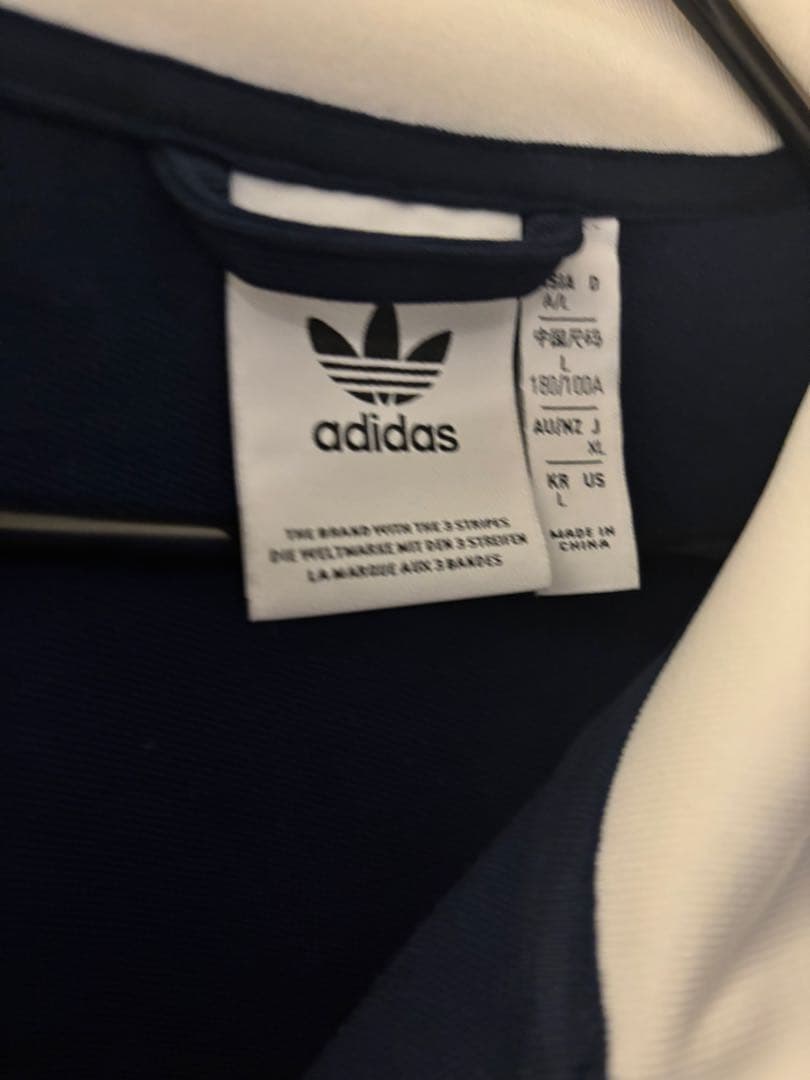 adidas
THE BRAND WITH THE 3 STRIPES
DIE WELTMARKE MIT DEN 3 STREIFEN
LA MARQUE AUX 3 BANDES
D
A/L
中国尺码
L
180/100A
AU/NZ J
XL
KR US
L
MADE IN
CHINA